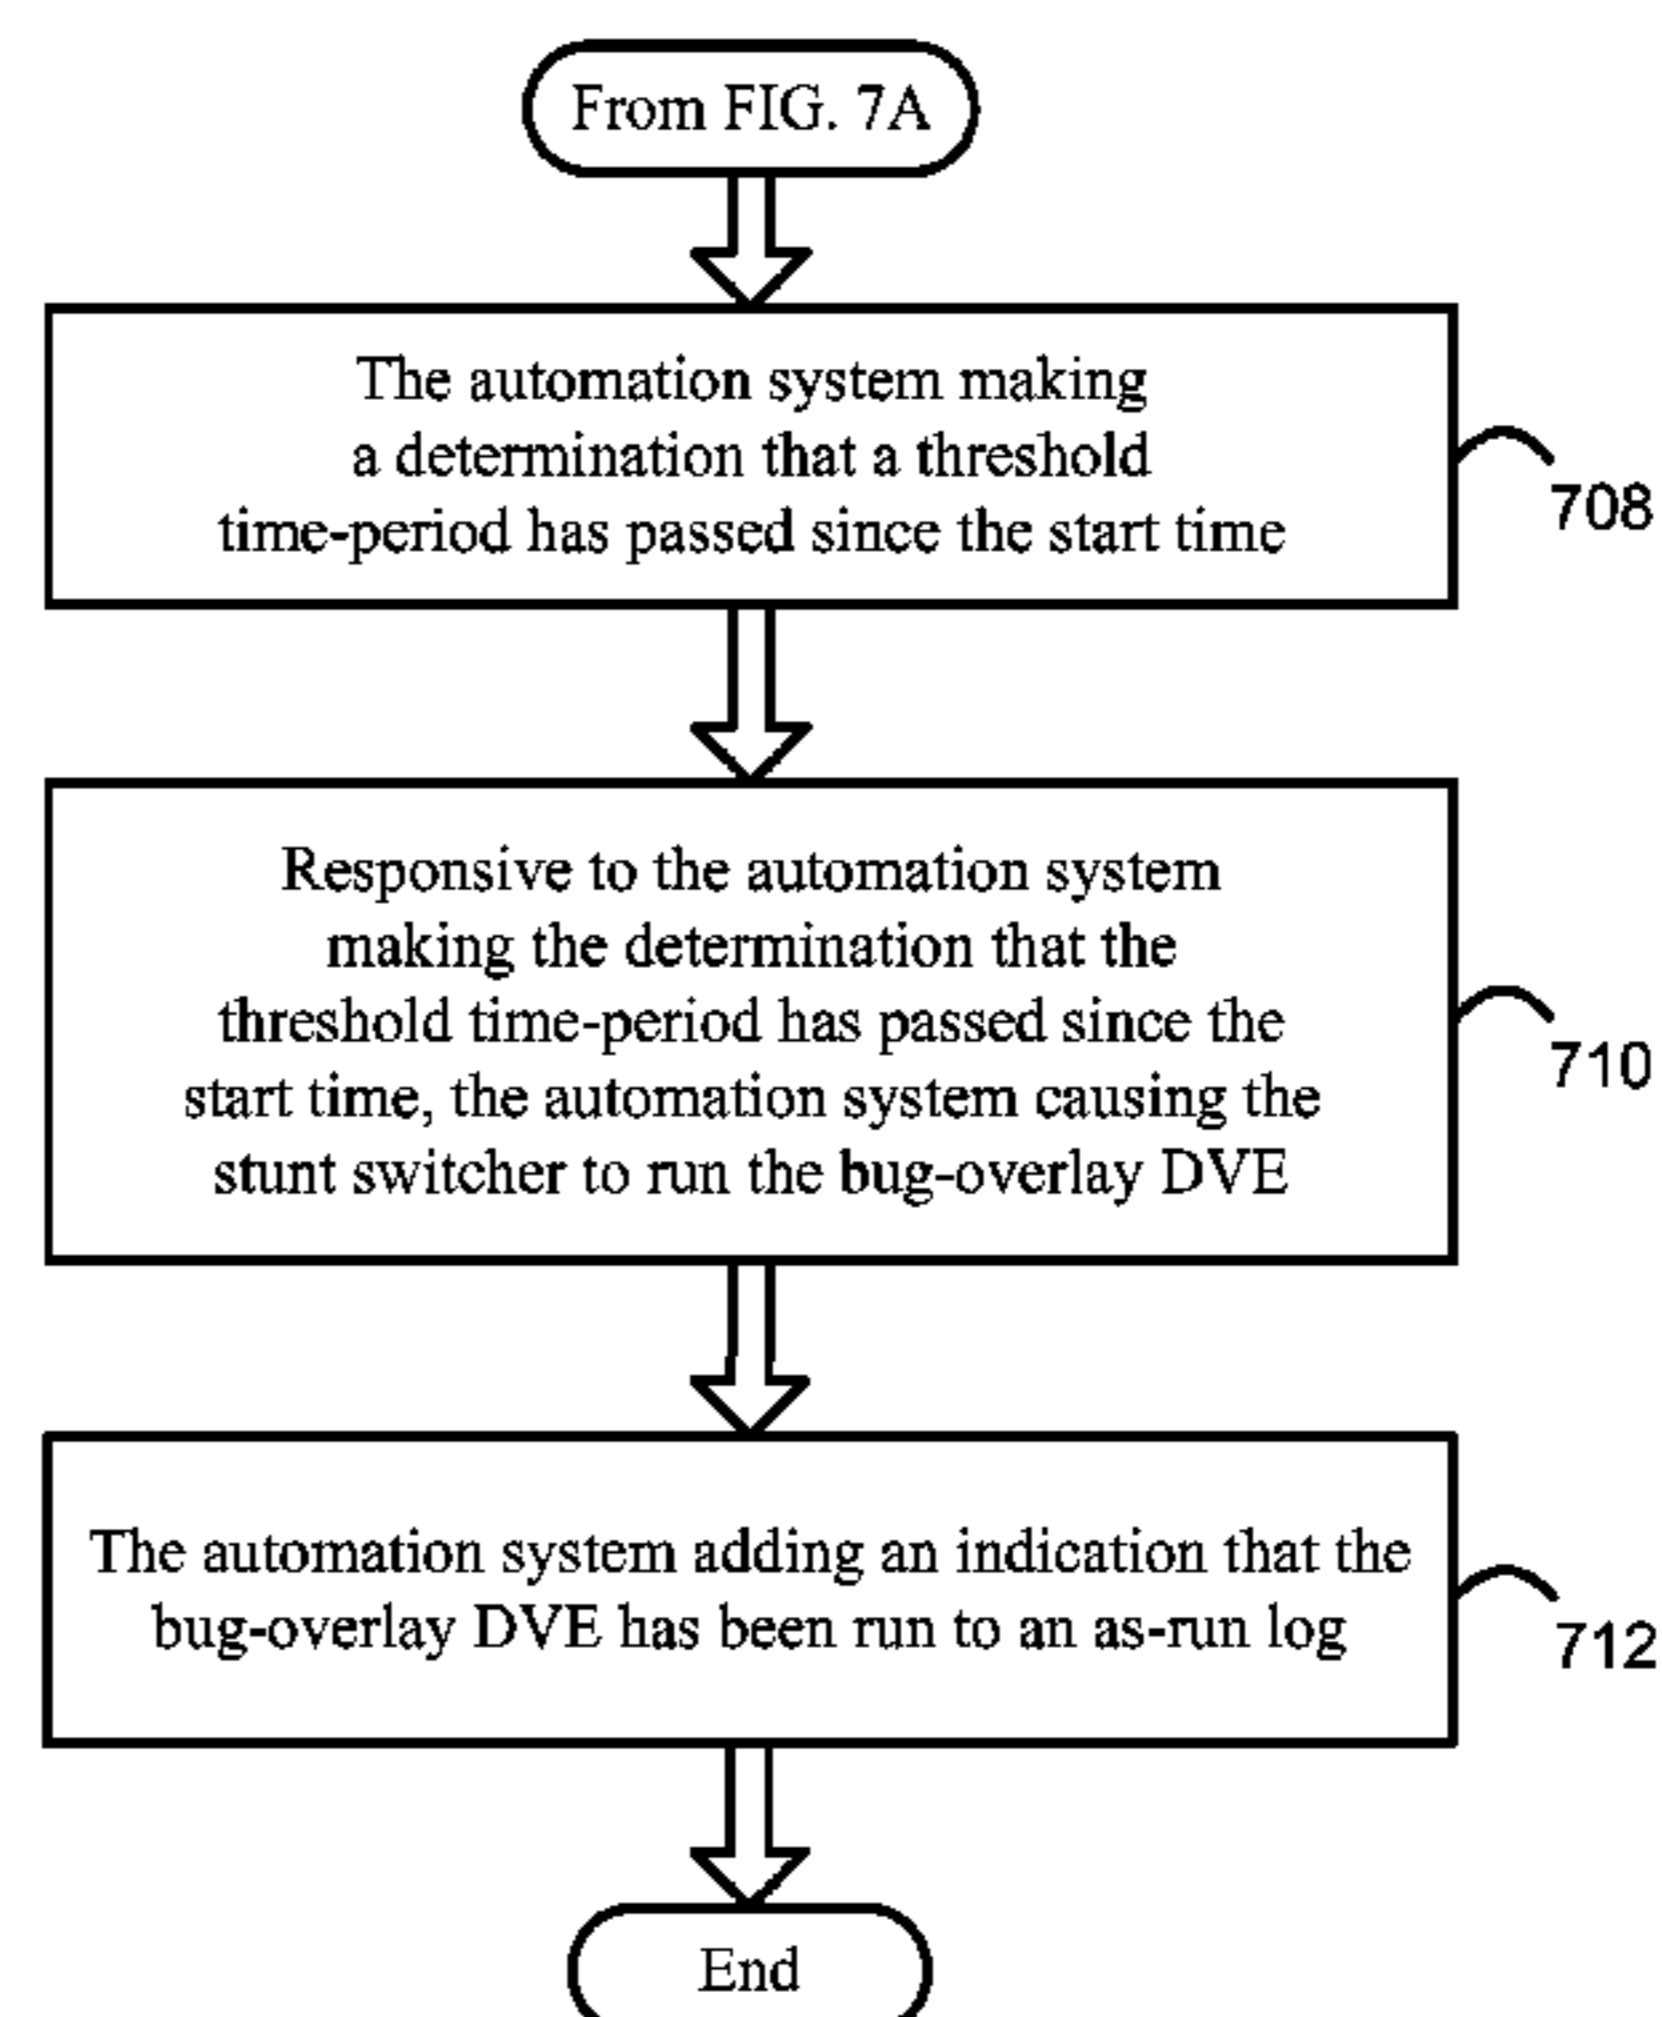 From FIG. 7A
The automation system making
a determination that a threshold
time-period has passed since the start time
708
Responsive to the automation system
making the determination that the
threshold time-period has passed since the
start time, the automation system causing the
stunt switcher to run the bug-overlay DVE
710
The automation system adding an indication that the
bug-overlay DVE has been run to an as-run log
712
End